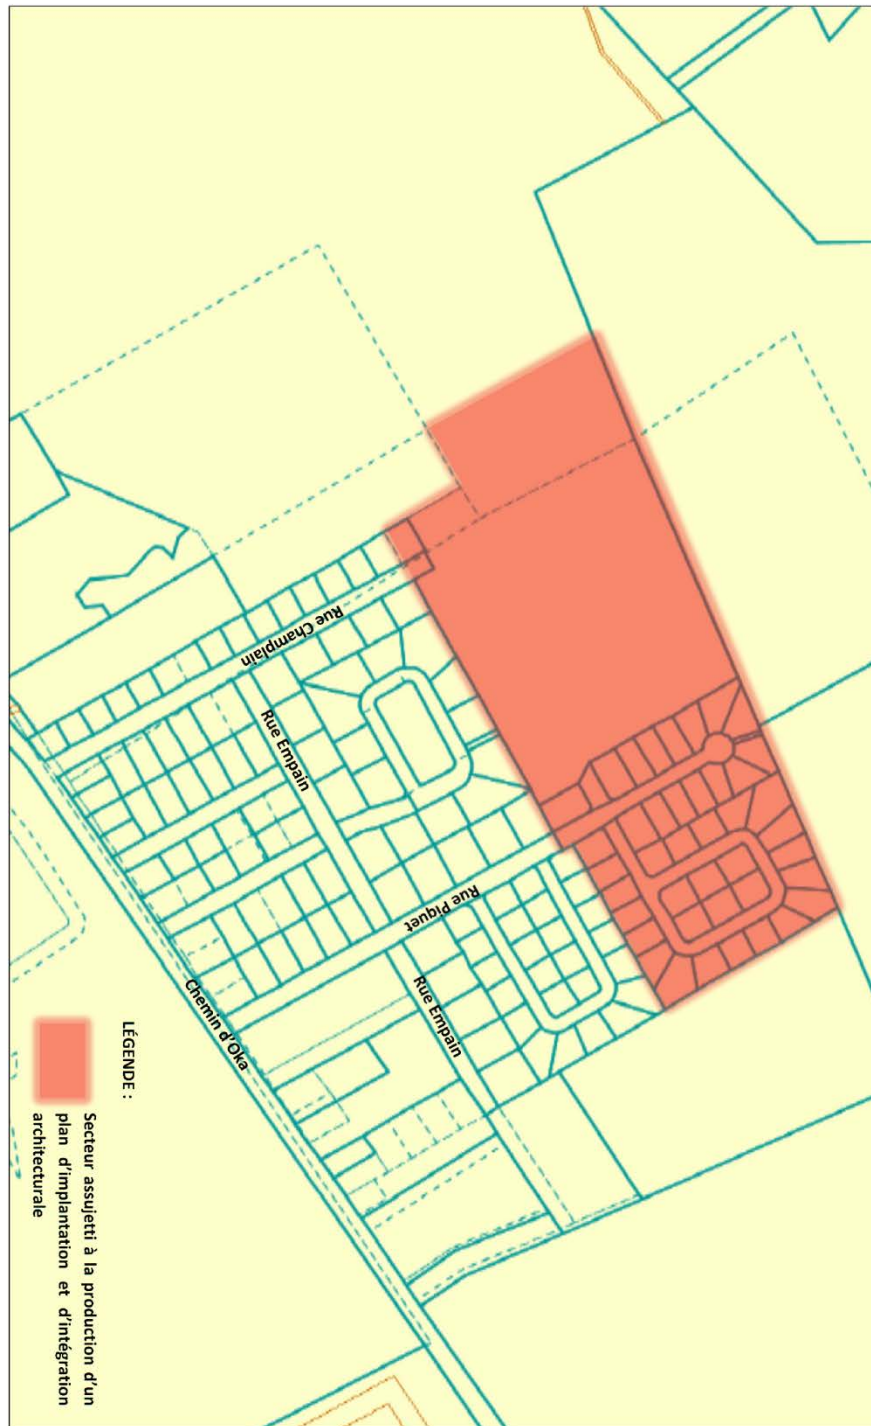 Rue Champlain
Rue Empain
Rue Piquet
Rue Empain
Chemin d'Oka
LÉGENDE :
Secteur assujetti à la production d'un
plan d'implantation et d'intégration
architecturale